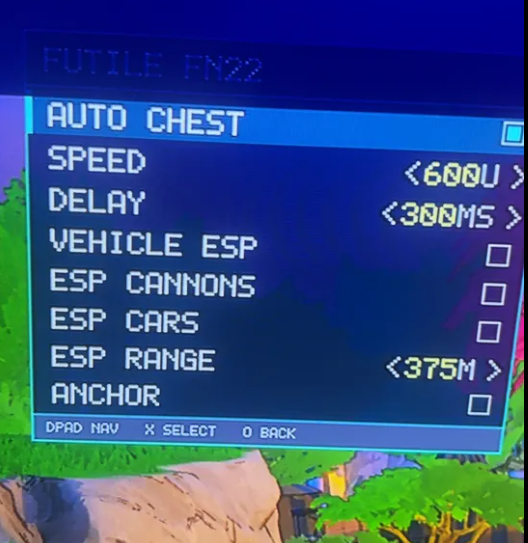 FUTILE FN22
AUTO CHEST
SPEED <600U>
DELAY <300MS>
VEHICLE ESP
ESP CANNONS
ESP CARS
ESP RANGE <375M>
ANCHOR
DPAD NAV X SELECT O BACK